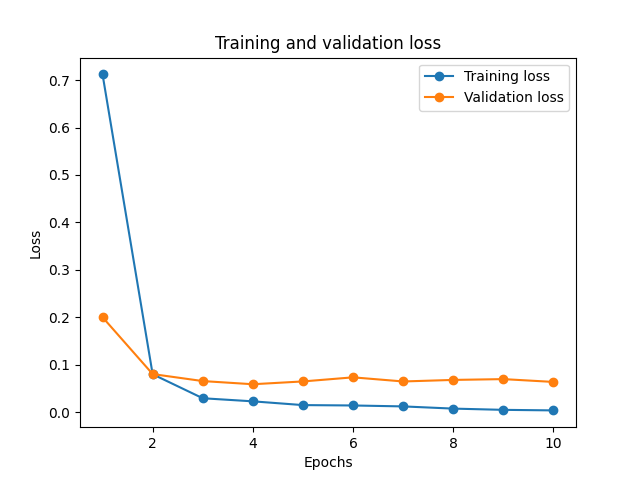 Training and validation loss
Training loss
Validation loss
0.7
0.6
0.5
0.4
0.3
0.2
0.1
0.0
Loss
2 4 6 8 10
Epochs